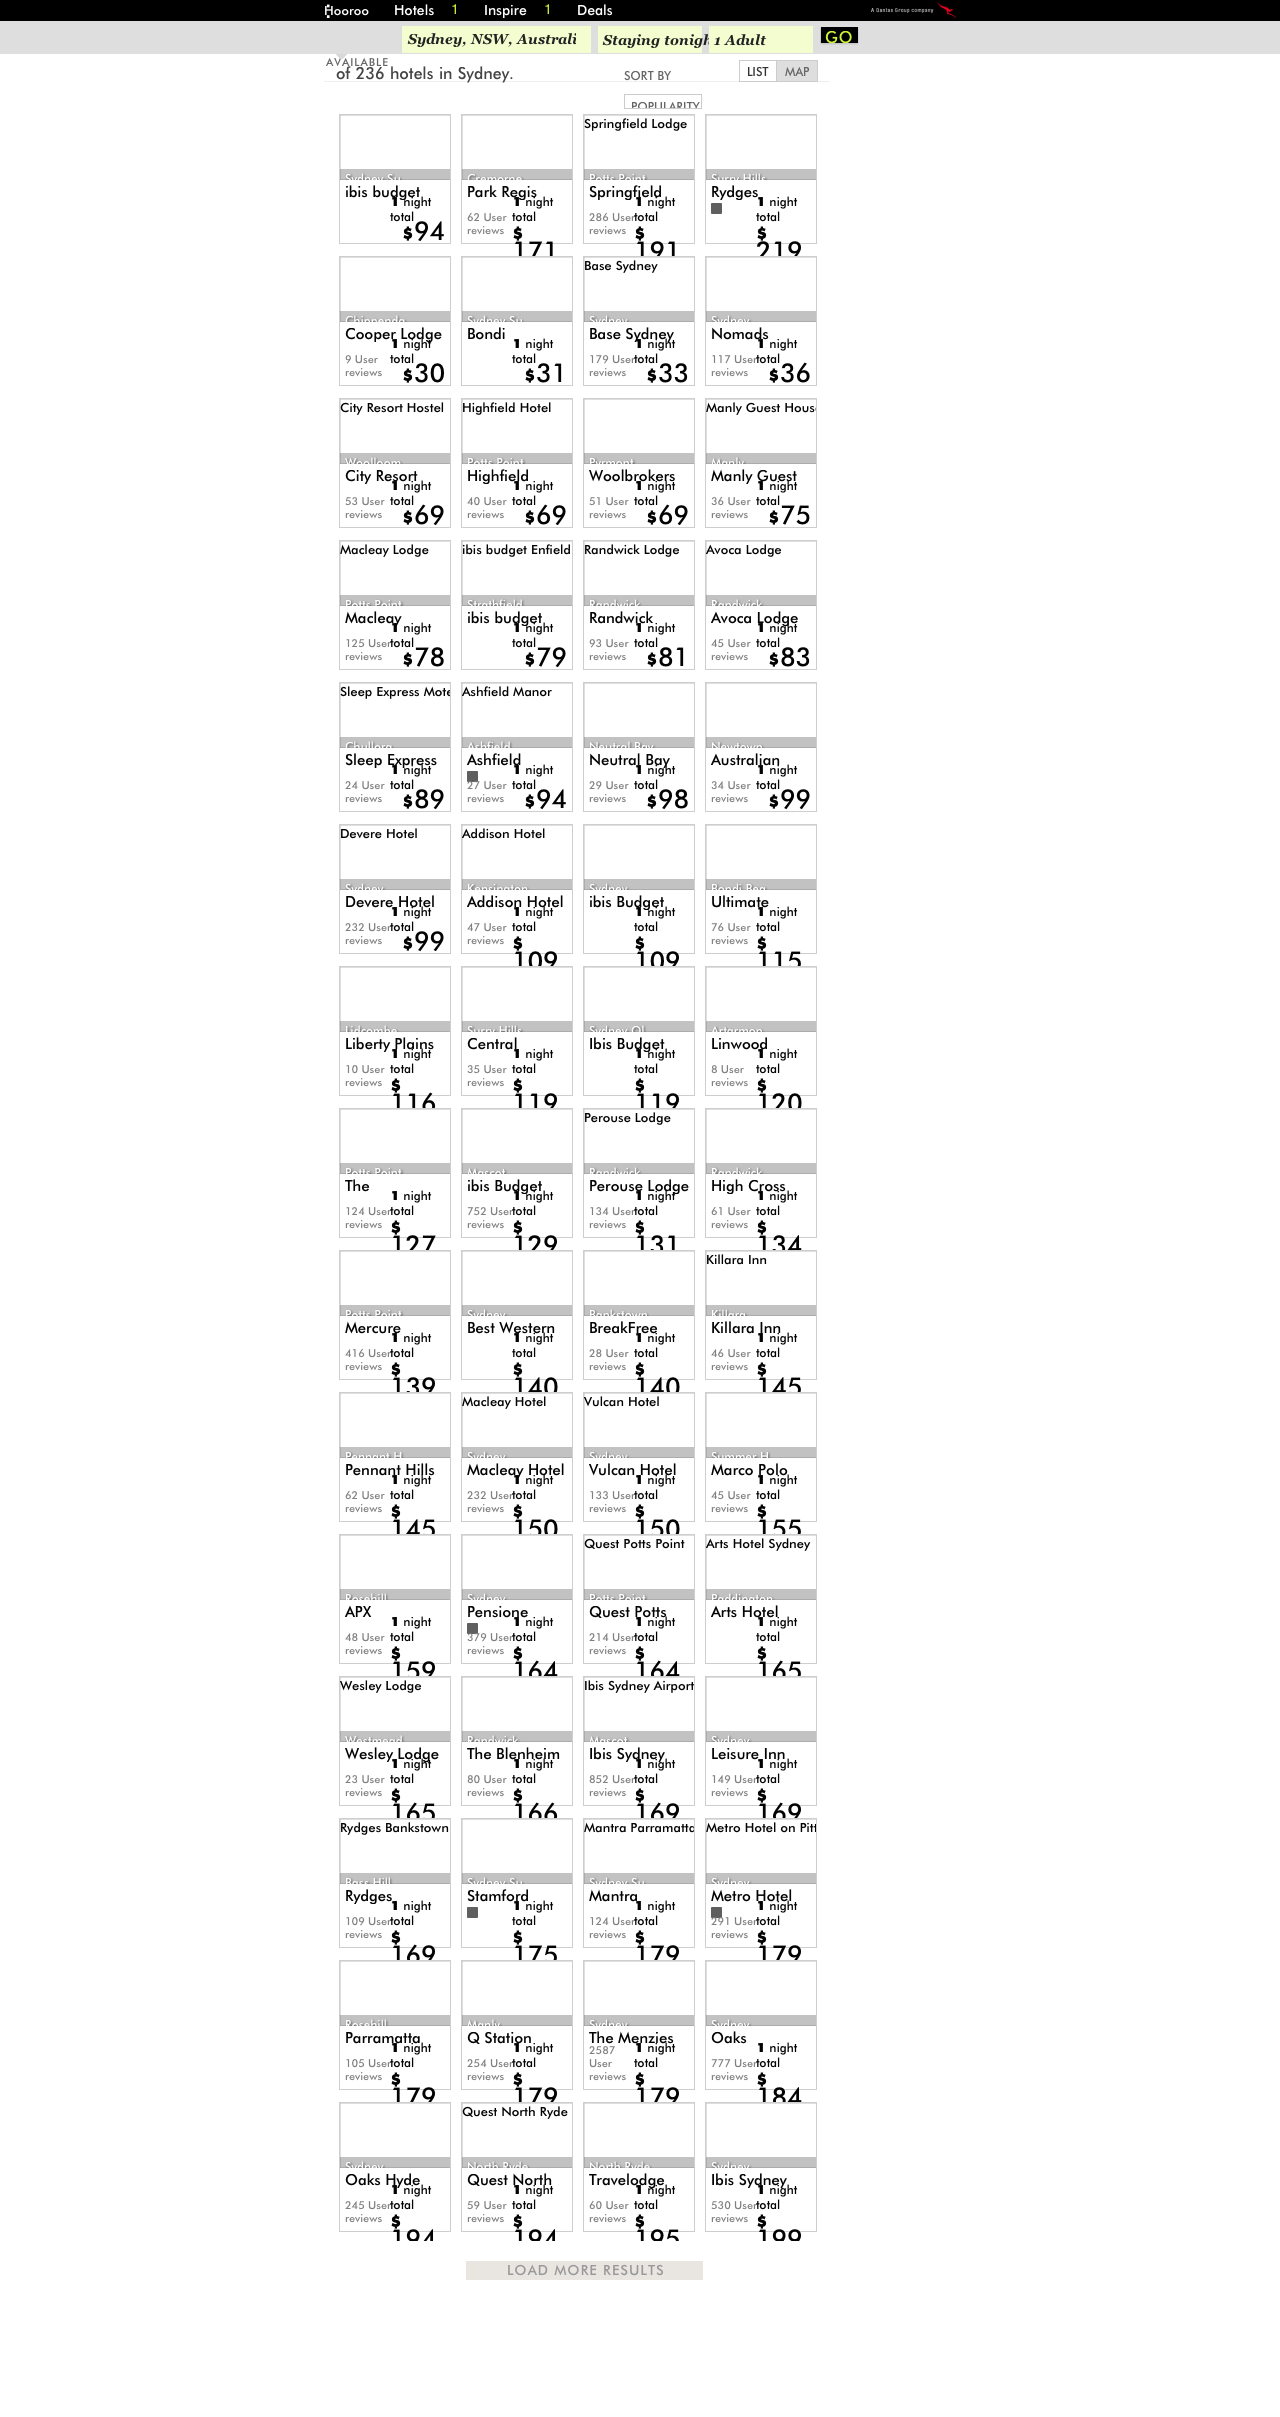 Hooroo Hotels 1 Inspire 1 Deals A Qantas Group company
Sydney, NSW, Australi Staying tonigh 1 Adult GO
AVAILABLE
of 236 hotels in Sydney. SORT BY LIST MAP
POPULARITY
Springfield Lodge
Sydney Su Cremorne Potts Point Surry Hills
ibis budget Park Regis Springfield Rydges
1 night 1 night 1 night 1 night
total 62 User reviews total 286 User reviews total total
$94 $171 $191 $219
Base Sydney
Chippenda Sydney Su Sydney Sydney
Cooper Lodge Bondi Base Sydney Nomads
1 night 1 night 1 night 1 night
9 User reviews total total 179 User reviews total 117 User reviews total
$30 $31 $33 $36
City Resort Hostel Highfield Hotel Manly Guest Hous
Woolloom Potts Point Pyrmont Manly
City Resort Highfield Woolbrokers Manly Guest
1 night 1 night 1 night 1 night
53 User reviews total 40 User reviews total 51 User reviews total 36 User reviews total
$69 $69 $69 $75
Macleay Lodge ibis budget Enfield Randwick Lodge Avoca Lodge
Potts Point Strathfield Randwick Randwick
Macleay ibis budget Randwick Avoca Lodge
1 night 1 night 1 night 1 night
125 User reviews total total 93 User reviews total 45 User reviews total
$78 $79 $81 $83
Sleep Express Mote Ashfield Manor
Chullora Ashfield Neutral Bay Newtown
Sleep Express Ashfield Neutral Bay Australian
1 night 1 night 1 night 1 night
24 User reviews total 27 User reviews total 29 User reviews total 34 User reviews total
$89 $94 $98 $99
Devere Hotel Addison Hotel
Sydney Kensington Sydney Bondi Bea
Devere Hotel Addison Hotel ibis Budget Ultimate
1 night 1 night 1 night 1 night
232 User reviews total 47 User reviews total total 76 User reviews total
$99 $109 $109 $115
Lidcombe Surry Hills Sydney Ol Artarmon
Liberty Plains Central Ibis Budget Linwood
1 night 1 night 1 night 1 night
10 User reviews total 35 User reviews total total 8 User reviews total
$116 $119 $119 $120
Perouse Lodge
Potts Point Mascot Randwick Randwick
The ibis Budget Perouse Lodge High Cross
1 night 1 night 1 night 1 night
124 User reviews total 752 User reviews total 134 User reviews total 61 User reviews total
$127 $129 $131 $134
Killara Inn
Potts Point Sydney Bankstown Killara
Mercure Best Western BreakFree Killara Inn
1 night 1 night 1 night 1 night
416 User reviews total total 28 User reviews total 46 User reviews total
$139 $140 $140 $145
Macleay Hotel Vulcan Hotel
Pennant H Sydney Sydney Summer H
Pennant Hills Macleay Hotel Vulcan Hotel Marco Polo
1 night 1 night 1 night 1 night
62 User reviews total 232 User reviews total 133 User reviews total 45 User reviews total
$145 $150 $150 $155
Quest Potts Point Arts Hotel Sydney
Rosehill Sydney Potts Point Paddington
APX Pensione Quest Potts Arts Hotel
1 night 1 night 1 night 1 night
48 User reviews total 379 User reviews total 214 User reviews total total
$159 $164 $164 $165
Wesley Lodge Ibis Sydney Airport
Westmead Randwick Mascot Sydney
Wesley Lodge The Blenheim Ibis Sydney Leisure Inn
1 night 1 night 1 night 1 night
23 User reviews total 80 User reviews total 852 User reviews total 149 User reviews total
$165 $166 $169 $169
Rydges Bankstown Mantra Parramatta Metro Hotel on Pitt
Bass Hill Sydney Su Sydney Su Sydney
Rydges Stamford Mantra Metro Hotel
1 night 1 night 1 night 1 night
109 User reviews total total 124 User reviews total 291 User reviews total
$169 $175 $179 $179
Rosehill Manly Sydney Sydney
Parramatta Q Station The Menzies Oaks
1 night 1 night 1 night 1 night
105 User reviews total 254 User reviews total 2587 User reviews total 777 User reviews total
$179 $179 $179 $184
Quest North Ryde
Sydney North Ryde North Ryde Sydney
Oaks Hyde Quest North Travelodge Ibis Sydney
1 night 1 night 1 night 1 night
245 User reviews total 59 User reviews total 60 User reviews total 530 User reviews total
$194 $194 $195 $199
LOAD MORE RESULTS